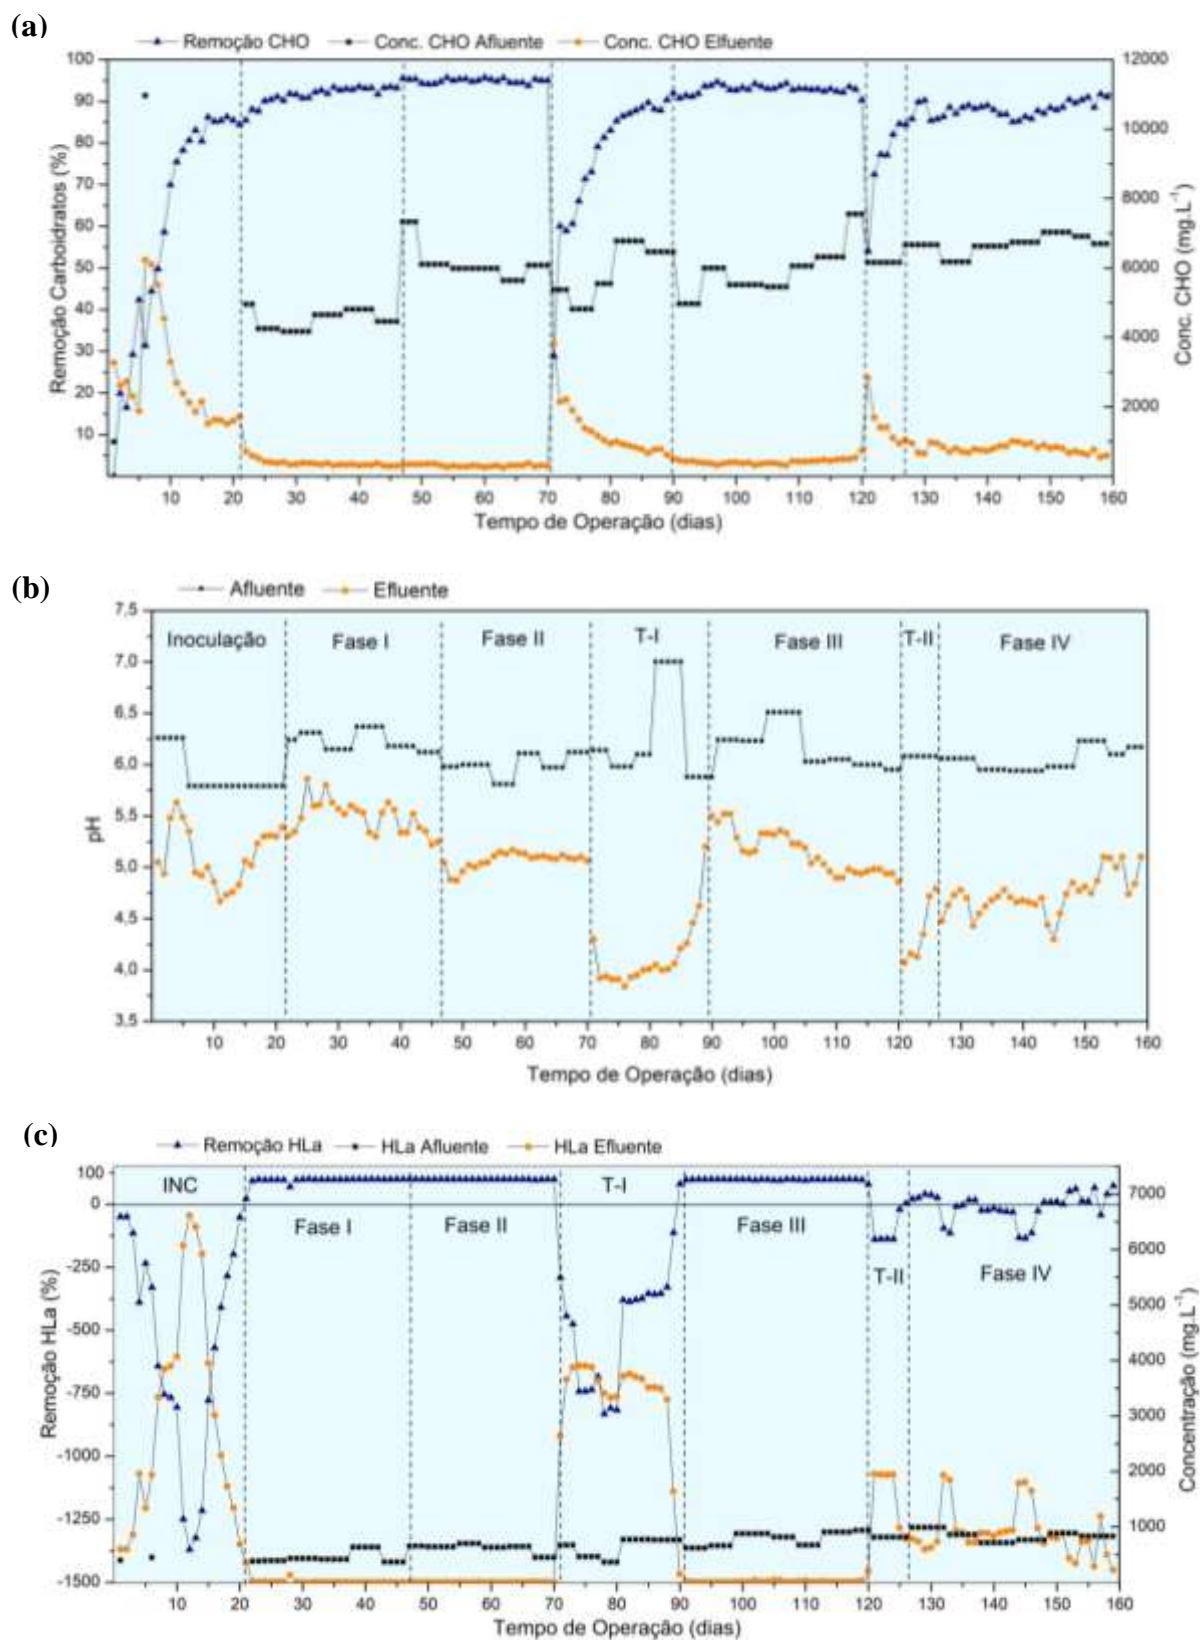 (a)
Remoção CHO Conc. CHO Afluente Conc. CHO Elfuente
100 90 80 70 60 50 40 30 20 10
Remoção Carboidratos (%)
12000 10000 8000 6000 4000 2000
Conc. CHO (mg.L⁻¹)
10 20 30 40 50 60 70 80 90 100 110 120 130 140 150 160
Tempo de Operação (dias)
(b)
Afluente Efluente
7,5 7,0 6,5 6,0 5,5 5,0 4,5 4,0 3,5
pH
Inoculação Fase I Fase II T-I Fase III T-II Fase IV
10 20 30 40 50 60 70 80 90 100 110 120 130 140 150 160
Tempo de Operação (dias)
(c)
Remoção HLa HLa Afluente HLa Efluente
100 0 -250 -500 -750 -1000 -1250 -1500
Remoção HLa (%)
INC T-I
Fase I Fase II Fase III
T-II Fase IV
7000 6000 5000 4000 3000 2000 1000 0
Concentração (mg.L⁻¹)
10 20 30 40 50 60 70 80 90 100 110 120 130 140 150 160
Tempo de Operação (dias)